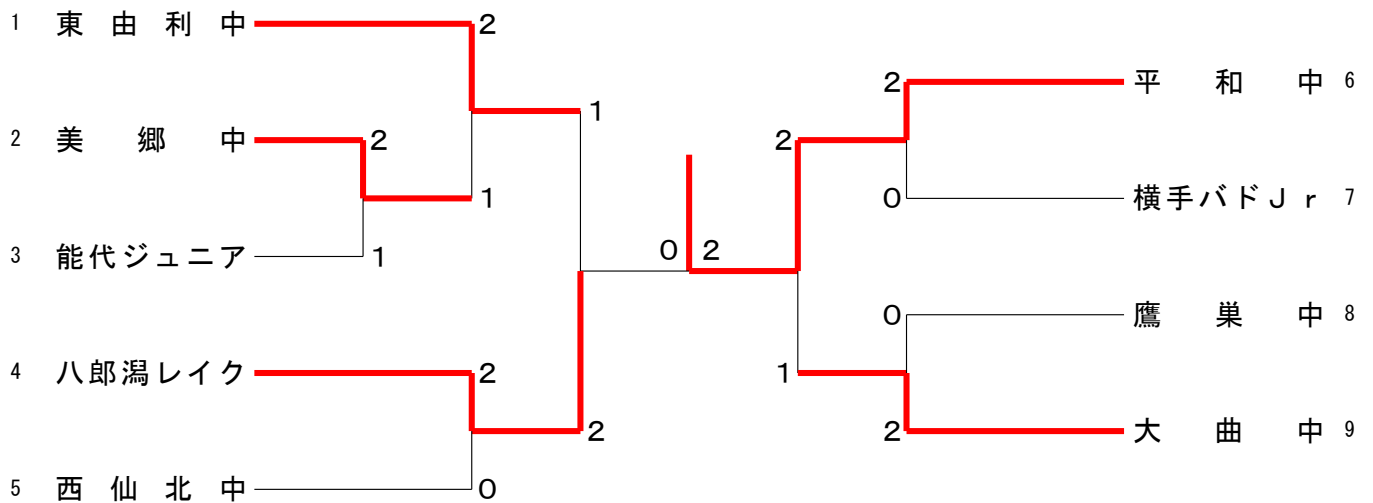 1 東由利中
2
平和中 6
2
1
2 美郷中
2
2
1
0
横手バドJr 7
3 能代ジュニア
1
0 2
0
鷹巣中 8
4 八郎潟レイク
2
1
2
2
大曲中 9
5 西仙北中
0